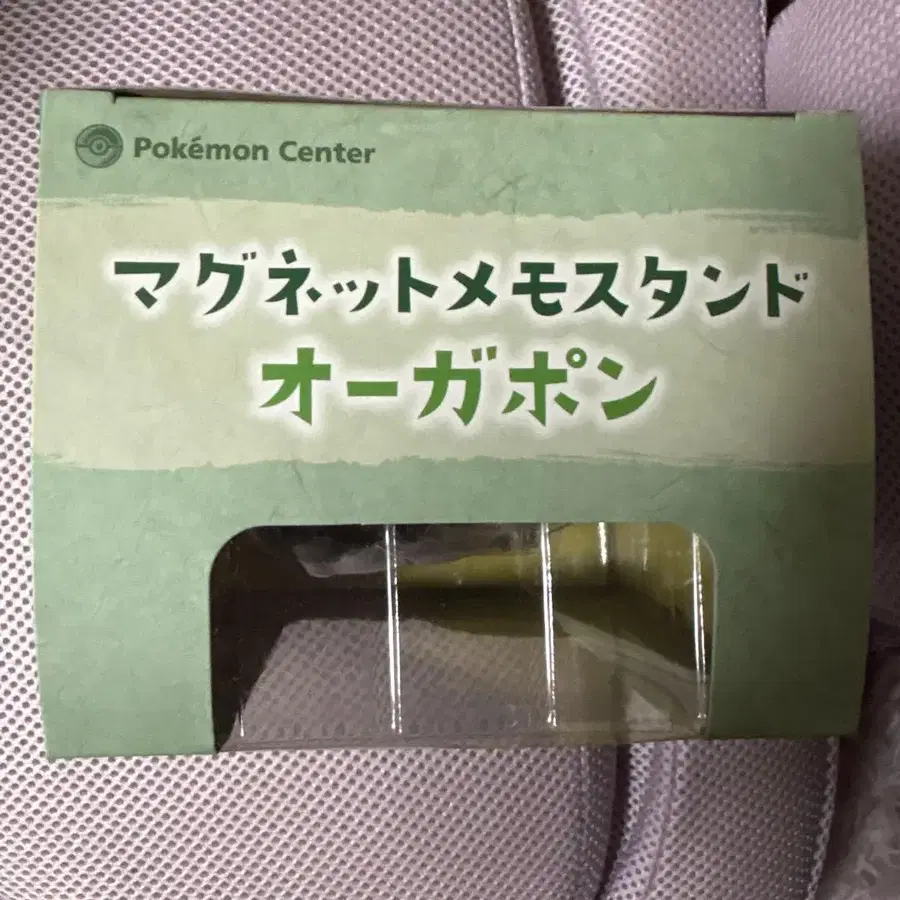 Pokémon Center
マグネットメモスタンド
オーガポン